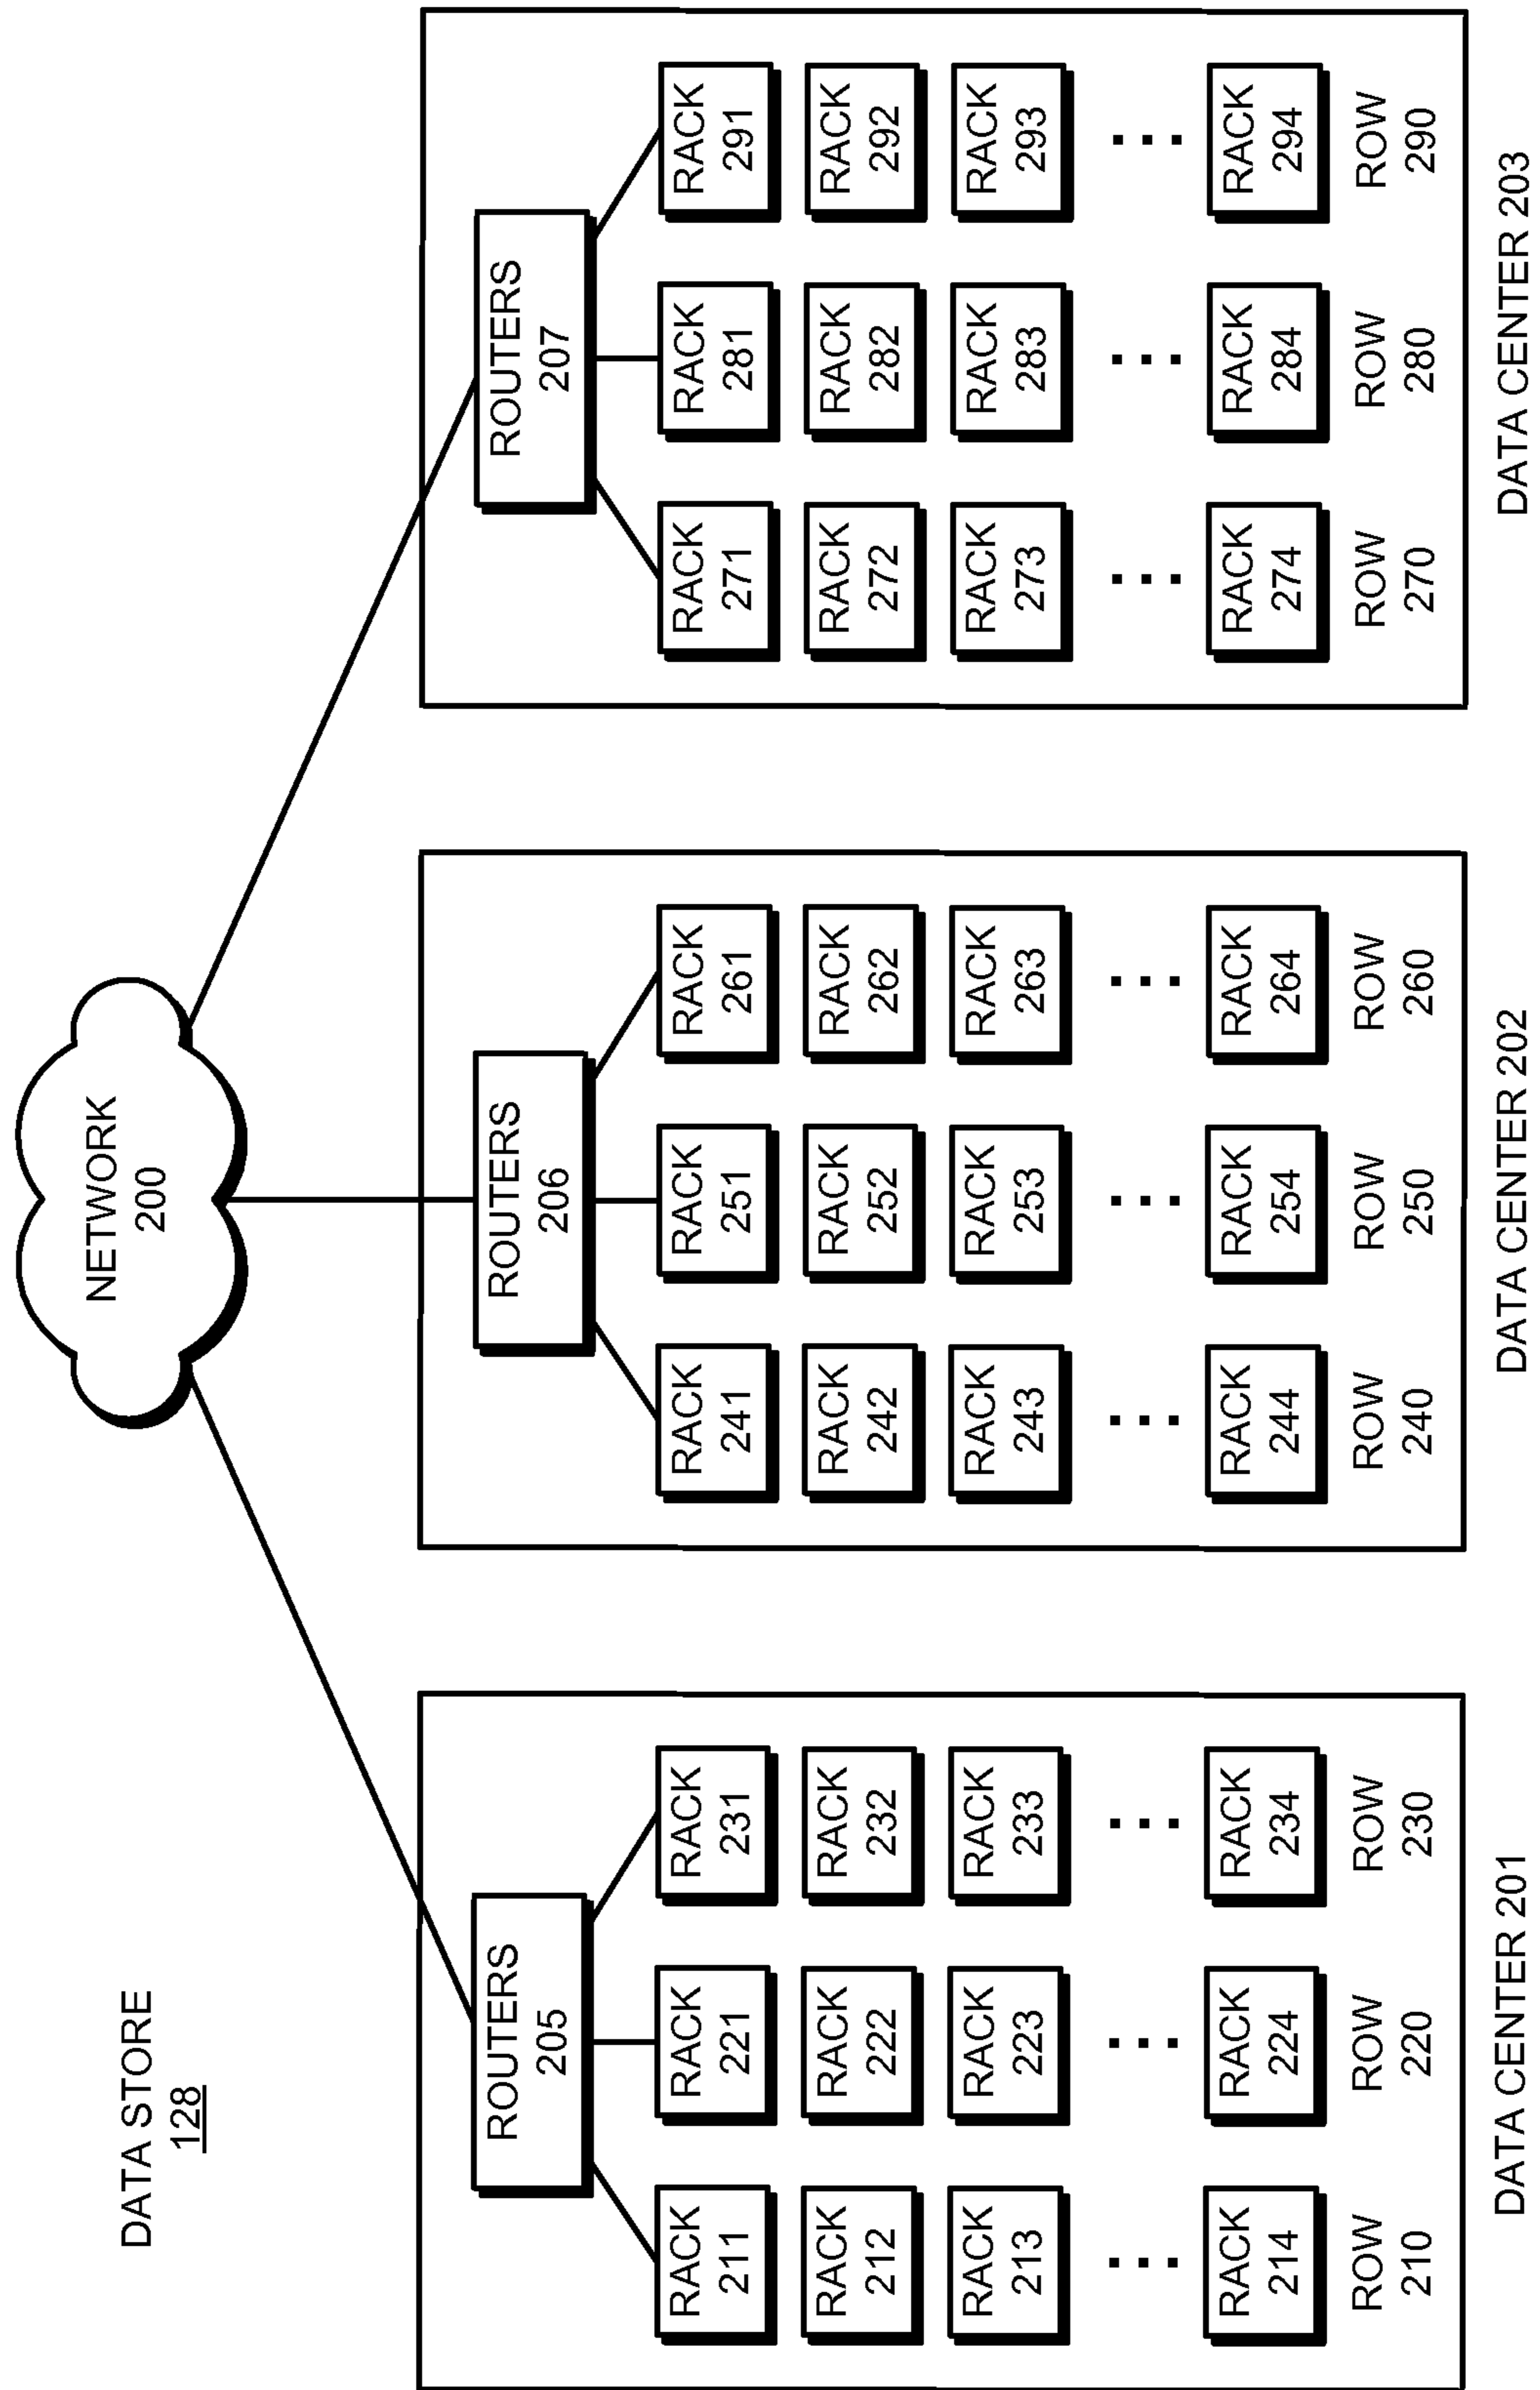 DATA STORE
128
NETWORK
200
ROUTERS
205
RACK
211
RACK
221
RACK
231
RACK
212
RACK
222
RACK
232
RACK
213
RACK
223
RACK
233
...
...
...
RACK
214
RACK
224
RACK
234
ROW
210
ROW
220
ROW
230
DATA CENTER 201
ROUTERS
206
RACK
241
RACK
251
RACK
261
RACK
242
RACK
252
RACK
262
RACK
243
RACK
253
RACK
263
...
...
...
RACK
244
RACK
254
RACK
264
ROW
240
ROW
250
ROW
260
DATA CENTER 202
ROUTERS
207
RACK
271
RACK
281
RACK
291
RACK
272
RACK
282
RACK
292
RACK
273
RACK
283
RACK
293
...
...
...
RACK
274
RACK
284
RACK
294
ROW
270
ROW
280
ROW
290
DATA CENTER 203